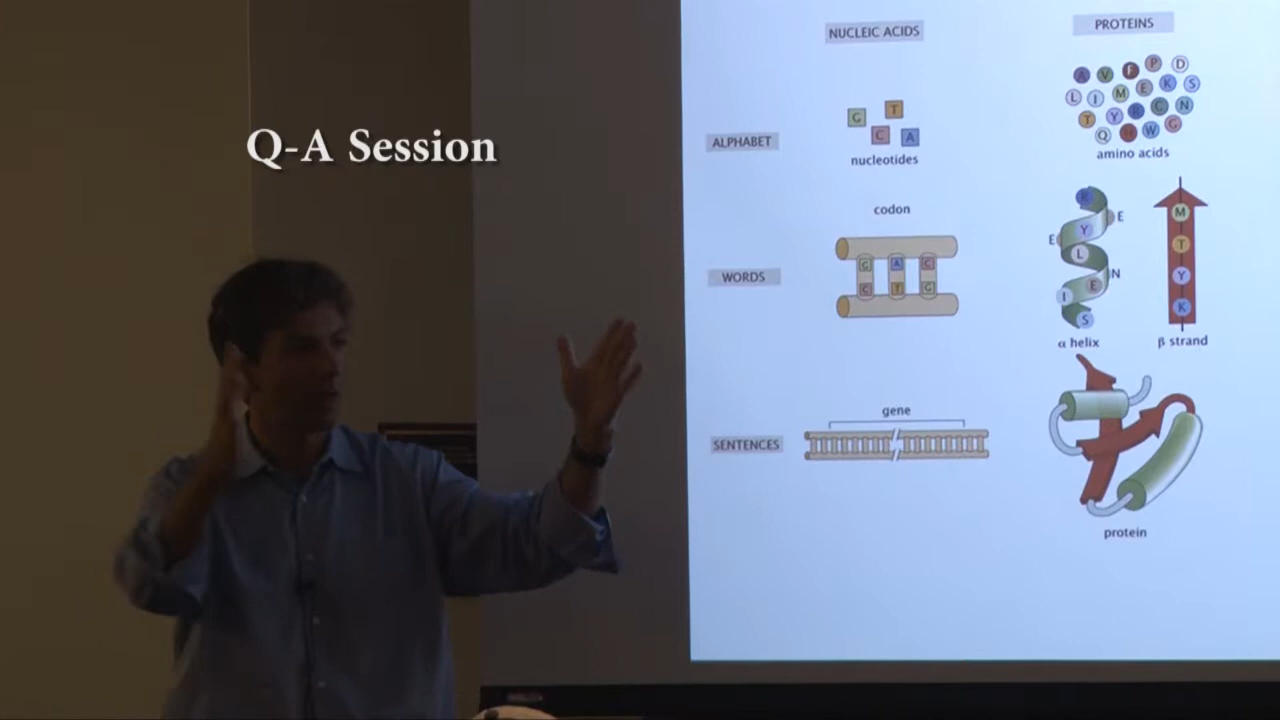 Q-A Session
NUCLEIC ACIDS
PROTEINS
ALPHABET
G T
C A
nucleotides
A V F P D
L I M E K S
T Y R C N
Q H W G
amino acids
WORDS
codon
G A C
C T G
K
E
Y
E
L
N
E
I
S
α helix
M
T
Y
K
β strand
SENTENCES
gene
protein